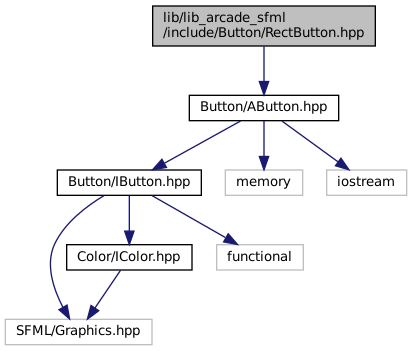 lib/lib_arcade_sfml
/include/Button/RectButton.hpp
Button/AButton.hpp
Button/IButton.hpp
memory
iostream
Color/IColor.hpp
functional
SFML/Graphics.hpp